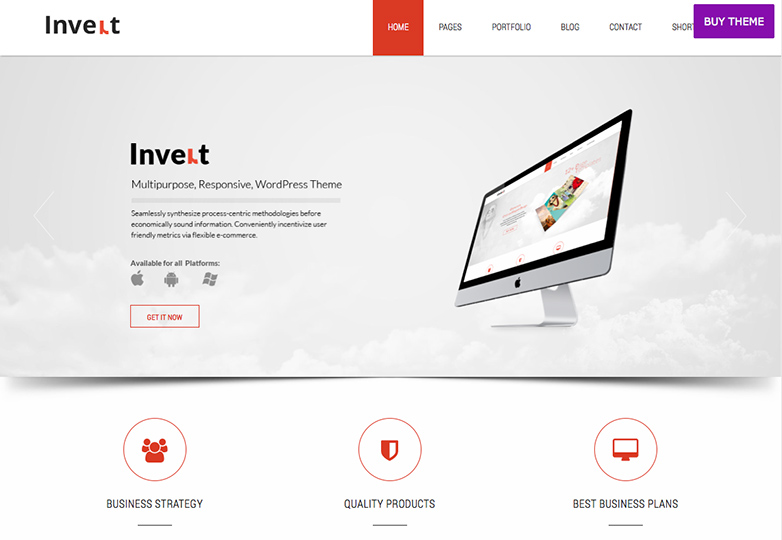 Invert
HOME
PAGES
PORTFOLIO
BLOG
CONTACT
SHORT
BUY THEME
Invert
Multipurpose, Responsive, WordPress Theme
Seamlessly synthesize process-centric methodologies before
economically sound information. Conveniently incentivize user
friendly metrics via flexible e-commerce.
Available for all Platforms:
GET IT NOW
BUSINESS STRATEGY
QUALITY PRODUCTS
BEST BUSINESS PLANS